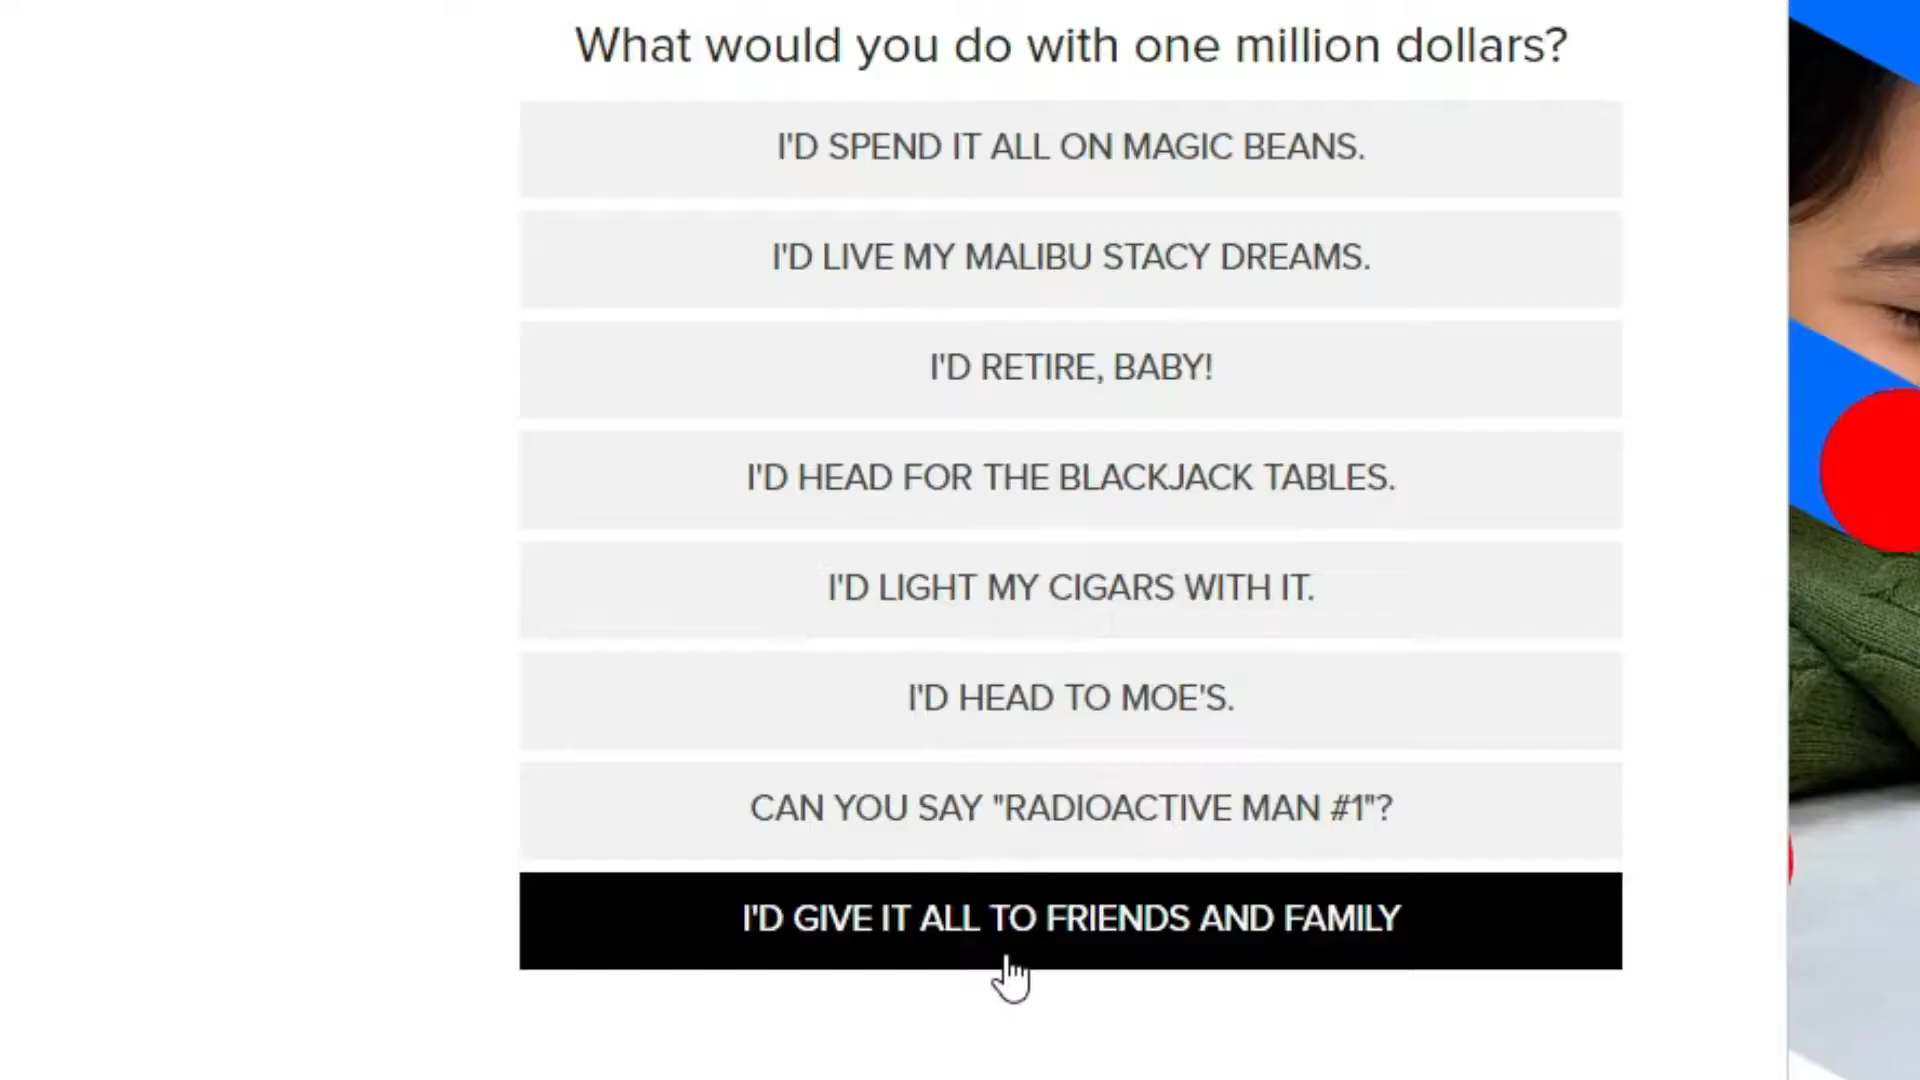 What would you do with one million dollars?
I'D SPEND IT ALL ON MAGIC BEANS.
I'D LIVE MY MALIBU STACY DREAMS.
I'D RETIRE, BABY!
I'D HEAD FOR THE BLACKJACK TABLES.
I'D LIGHT MY CIGARS WITH IT.
I'D HEAD TO MOE'S.
CAN YOU SAY "RADIOACTIVE MAN #1"?
I'D GIVE IT ALL TO FRIENDS AND FAMILY